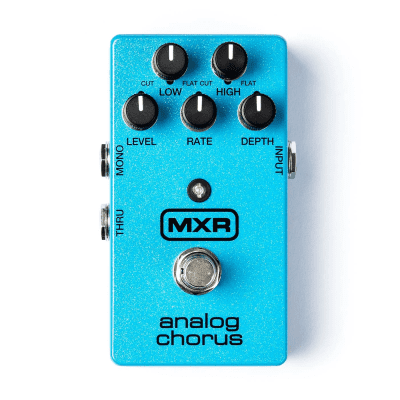 CUT FLAT CUT FLAT
LOW HIGH
LEVEL RATE DEPTH
MONO
INPUT
THRU
MXR
analog
chorus